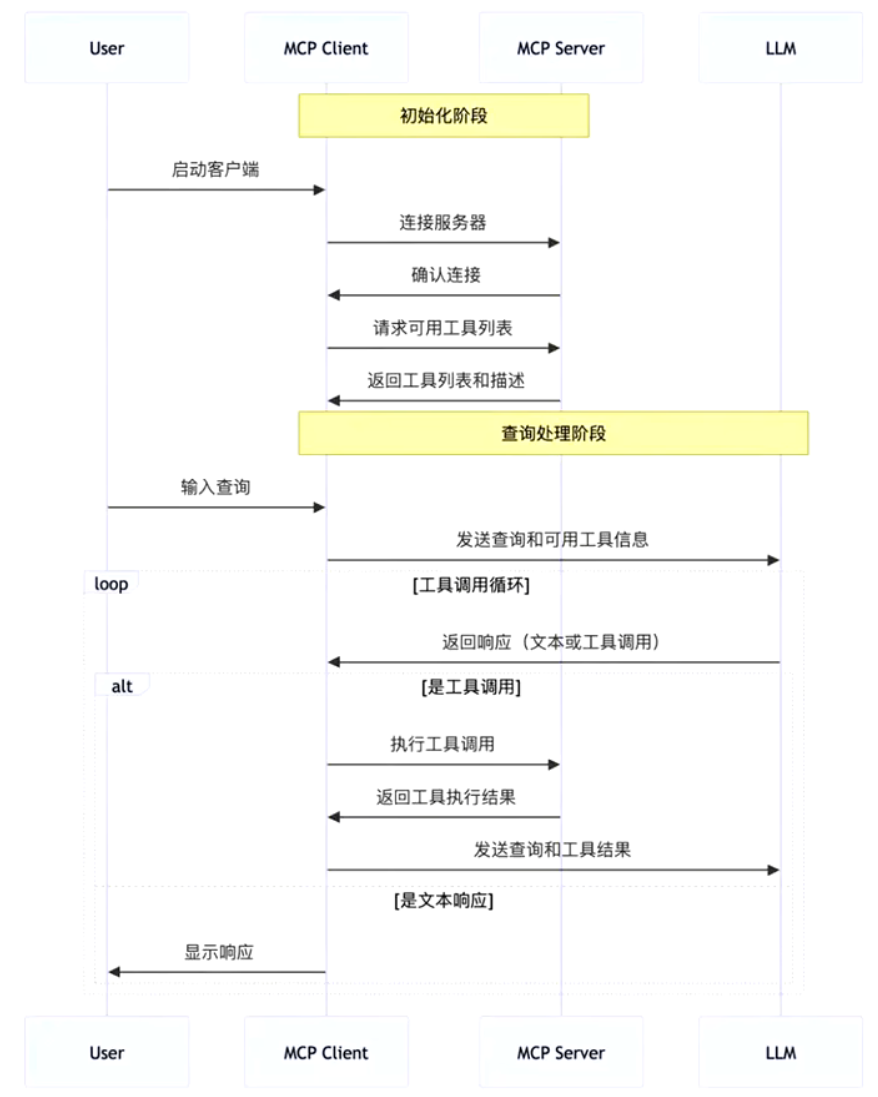 User
MCP Client
MCP Server
LLM
初始化阶段
启动客户端
连接服务器
确认连接
请求可用工具列表
返回工具列表和描述
查询处理阶段
输入查询
发送查询和可用工具信息
loop
[工具调用循环]
返回响应（文本或工具调用）
alt
[是工具调用]
执行工具调用
返回工具执行结果
发送查询和工具结果
[是文本响应]
显示响应
User
MCP Client
MCP Server
LLM